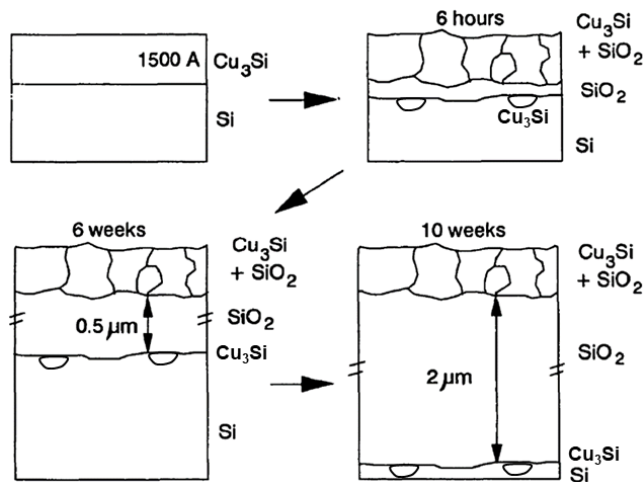 1500 A
Cu₃Si
Si
6 hours
Cu₃Si
+ SiO₂
SiO₂
Cu₃Si
Si
6 weeks
Cu₃Si
+ SiO₂
0.5 µm
SiO₂
Cu₃Si
Si
10 weeks
Cu₃Si
+ SiO₂
SiO₂
2 µm
Cu₃Si
Si